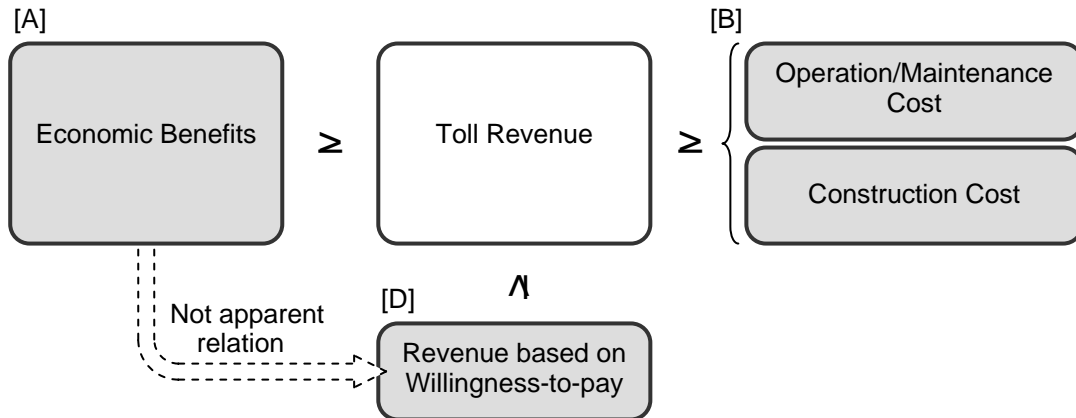 [A]
[B]
Economic Benefits
≥
Toll Revenue
≥
Operation/Maintenance
Cost
Construction Cost
≥
[D]
Not apparent
relation
Revenue based on
Willingness-to-pay